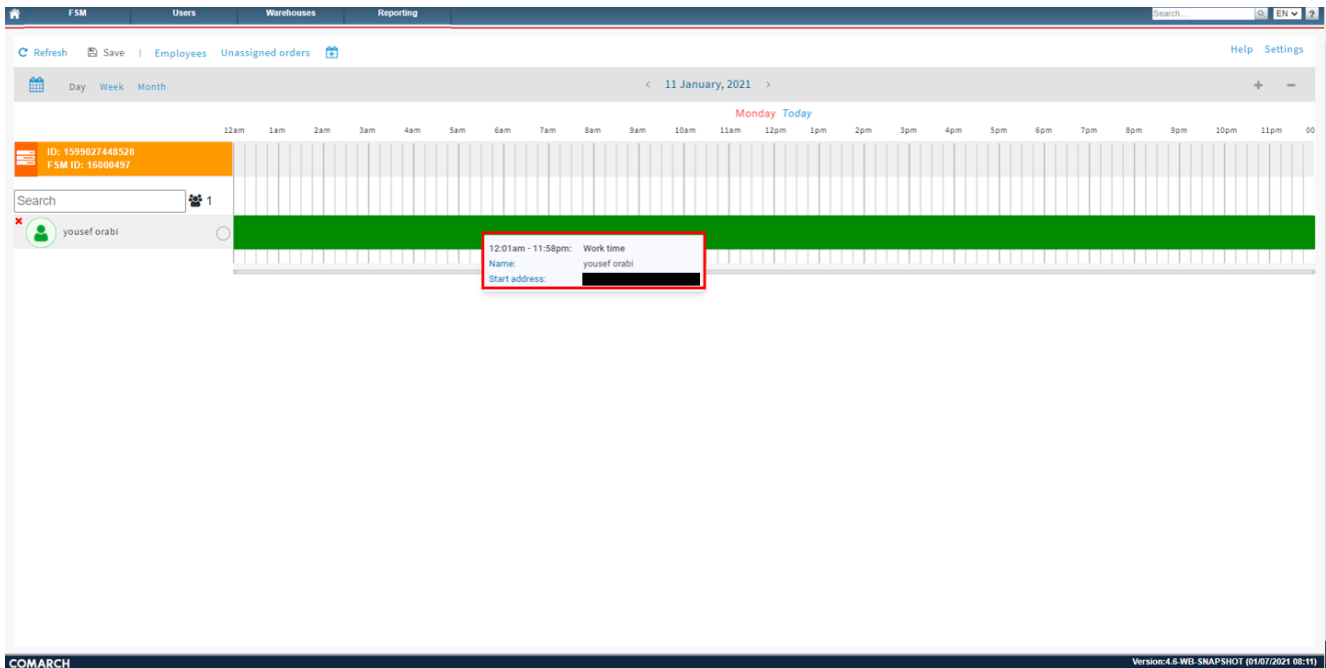 FSM Users Warehouses Reporting Search... EN ?
Refresh Save | Employees Unassigned orders Help Settings
Day Week Month < 11 January, 2021 > + −
Monday Today
12am 1am 2am 3am 4am 5am 6am 7am 8am 9am 10am 11am 12pm 1pm 2pm 3pm 4pm 5pm 6pm 7pm 8pm 9pm 10pm 11pm 00
ID: 1599027448528
FSM ID: 16000497
Search 1
yousef orabi
12:01am - 11:58pm: Work time
Name: yousef orabi
Start address:
COMARCH Version:4.6-WB-SNAPSHOT (01/07/2021 08:11)